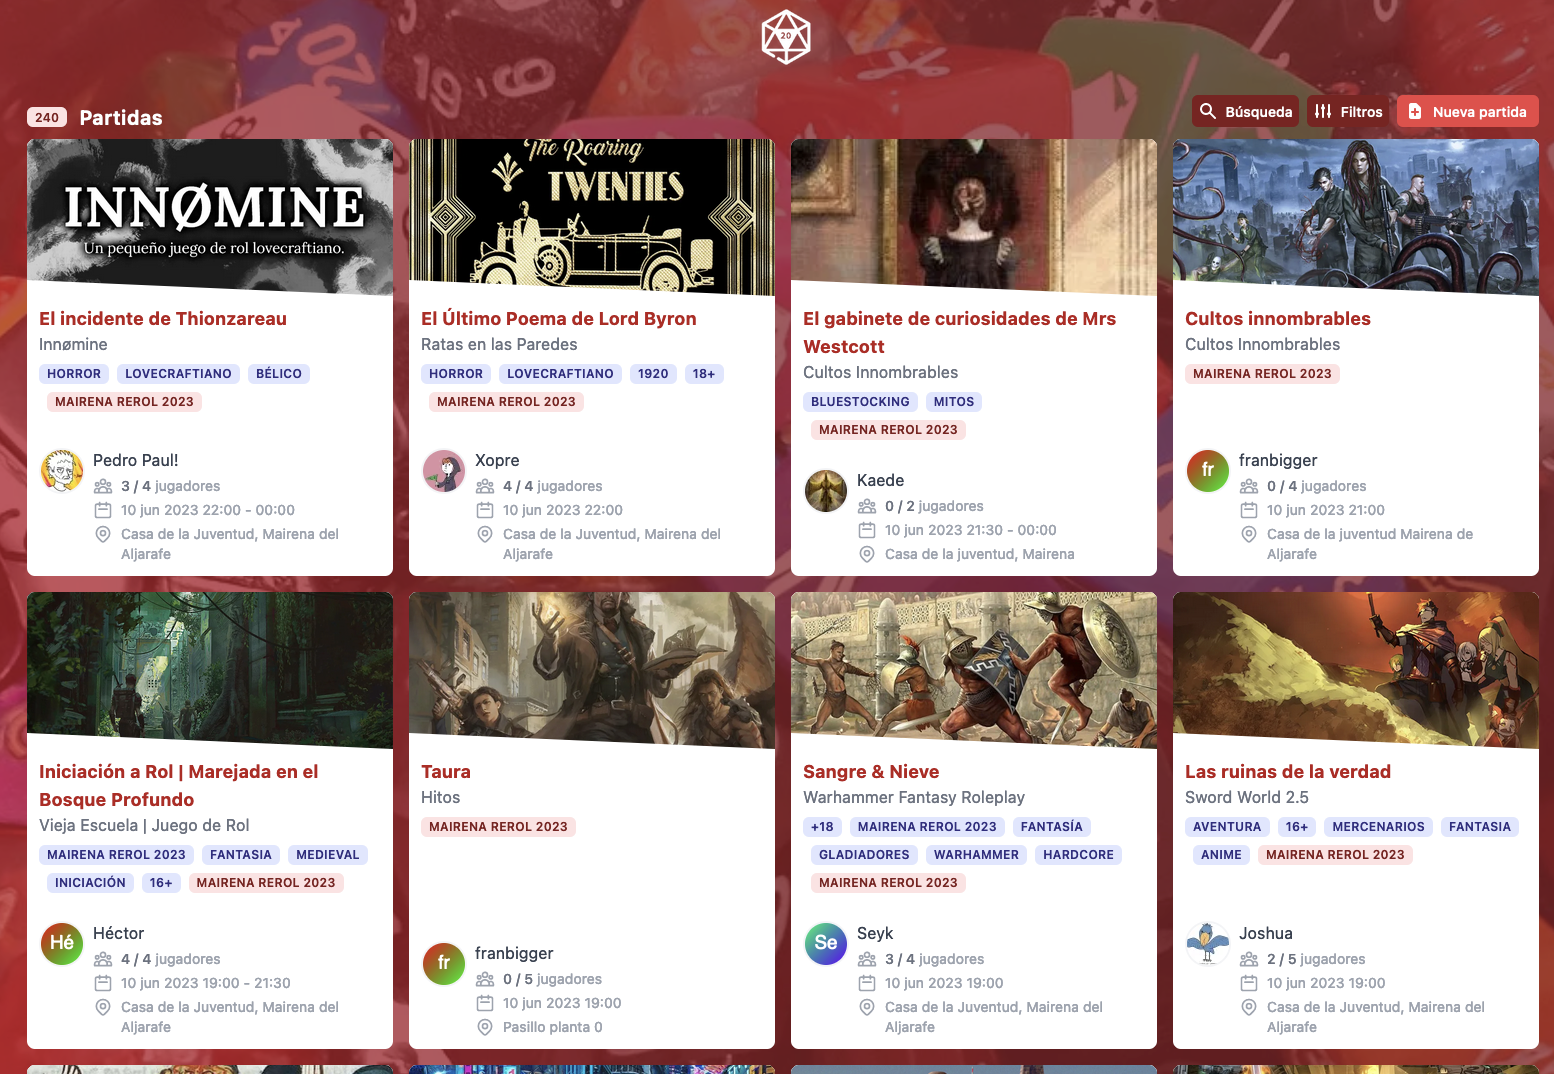 20
240 Partidas
Búsqueda
Filtros
Nueva partida
INNØMINE
Un pequeño juego de rol lovecraftiano.
El incidente de Thionzareau
Innømine
HORROR LOVECRAFTIANO BÉLICO
MAIRENA REROL 2023
Pedro Paul!
3 / 4 jugadores
10 jun 2023 22:00 - 00:00
Casa de la Juventud, Mairena del
Aljarafe
The Roaring
TWENTIES
El Último Poema de Lord Byron
Ratas en las Paredes
HORROR LOVECRAFTIANO 1920 18+
MAIRENA REROL 2023
Xopre
4 / 4 jugadores
10 jun 2023 22:00
Casa de la Juventud, Mairena del
Aljarafe
El gabinete de curiosidades de Mrs
Westcott
Cultos Innombrables
BLUESTOCKING MITOS
MAIRENA REROL 2023
Kaede
0 / 2 jugadores
10 jun 2023 21:30 - 00:00
Casa de la juventud, Mairena
Cultos innombrables
Cultos Innombrables
MAIRENA REROL 2023
fr
franbigger
0 / 4 jugadores
10 jun 2023 21:00
Casa de la juventud Mairena de
Aljarafe
Iniciación a Rol | Marejada en el
Bosque Profundo
Vieja Escuela | Juego de Rol
MAIRENA REROL 2023 FANTASIA MEDIEVAL
INICIACIÓN 16+ MAIRENA REROL 2023
Hé
Héctor
4 / 4 jugadores
10 jun 2023 19:00 - 21:30
Casa de la Juventud, Mairena del
Aljarafe
Taura
Hitos
MAIRENA REROL 2023
fr
franbigger
0 / 5 jugadores
10 jun 2023 19:00
Pasillo planta 0
Sangre & Nieve
Warhammer Fantasy Roleplay
+18 MAIRENA REROL 2023 FANTASÍA
GLADIADORES WARHAMMER HARDCORE
MAIRENA REROL 2023
Se
Seyk
3 / 4 jugadores
10 jun 2023 19:00
Casa de la Juventud, Mairena del
Aljarafe
Las ruinas de la verdad
Sword World 2.5
AVENTURA 16+ MERCENARIOS FANTASIA
ANIME MAIRENA REROL 2023
Joshua
2 / 5 jugadores
10 jun 2023 19:00
Casa de la Juventud, Mairena del
Aljarafe